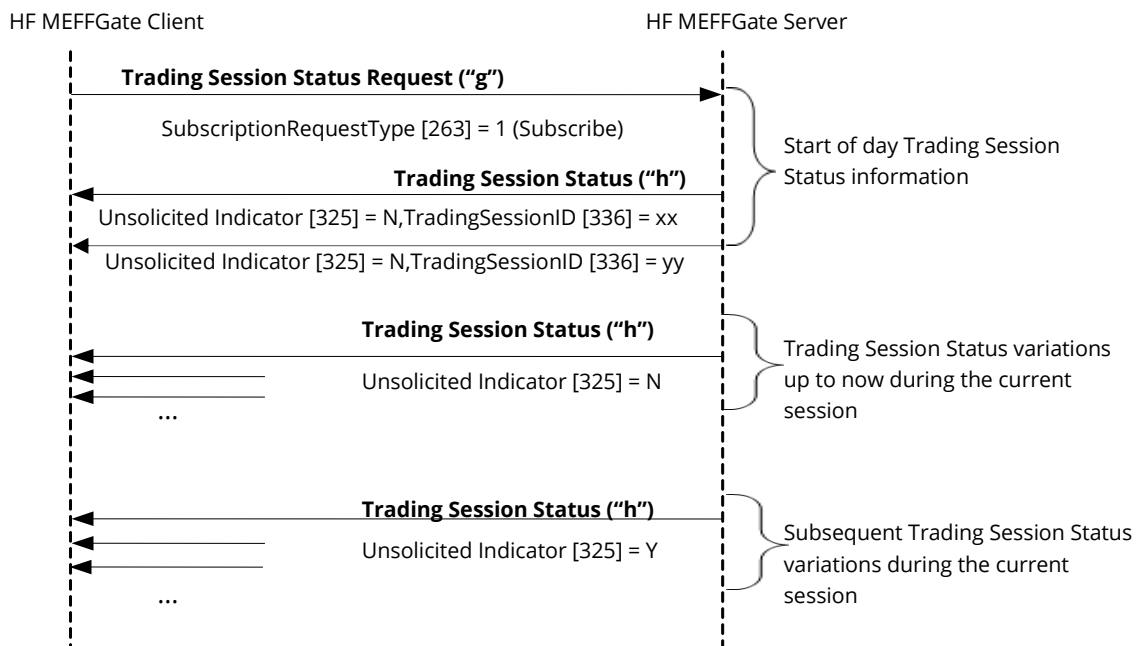 HF MEFFGate Client
HF MEFFGate Server
Trading Session Status Request (“g”)
SubscriptionRequestType [263] = 1 (Subscribe)
Start of day Trading Session
Status information
Trading Session Status (“h”)
Unsolicited Indicator [325] = N,TradingSessionID [336] = xx
Unsolicited Indicator [325] = N,TradingSessionID [336] = yy
Trading Session Status (“h”)
Unsolicited Indicator [325] = N
...
Trading Session Status variations
up to now during the current
session
Trading Session Status (“h”)
Unsolicited Indicator [325] = Y
...
Subsequent Trading Session Status
variations during the current
session